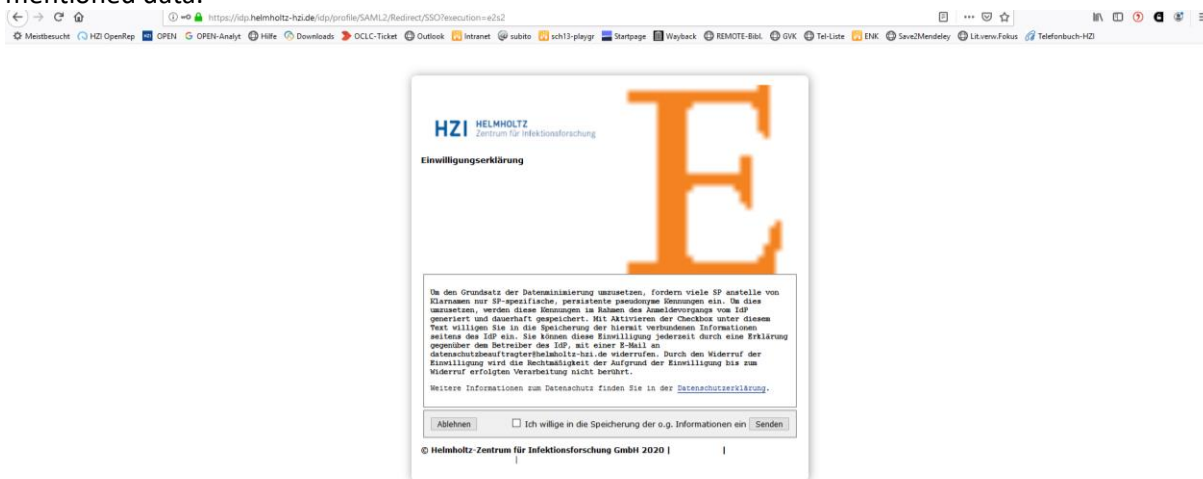 mentioned data.
https://idp.helmholtz-hzi.de/idp/profile/SAML2/Redirect/SSO?execution=e2s2
Meistbesucht HZI OpenRep OPEN OPEN-Analyt Hilfe Downloads OCLC-Ticket Outlook Intranet subito sch13-playgr Startpage Wayback REMOTE-Bibl. GVK Tel-Liste ENK Save2Mendeley Lit.verw.Fokus Telefonbuch-HZI
E
HZI HELMHOLTZ
Zentrum für Infektionsforschung
Einwilligungserklärung
Um den Grundsatz der Datenminimierung umzusetzen, fordern viele SP anstelle von
Klarnamen nur SP-spezifische, persistente pseudonyme Kennungen ein. Um dies
umzusetzen, werden diese Kennungen im Rahmen des Anmeldevorgangs vom IdP
generiert und dauerhaft gespeichert. Mit Aktivieren der Checkbox unter diesem
Text willigen Sie in die Speicherung der hiermit verbundenen Informationen
seitens des IdP ein. Sie können diese Einwilligung jederzeit durch eine Erklärung
gegenüber dem Betreiber des IdP, mit einer E-Mail an
datenschutzbeauftragter@helmholtz-hzi.de widerrufen. Durch den Widerruf der
Einwilligung wird die Rechtmäßigkeit der Aufgrund der Einwilligung bis zum
Widerruf erfolgten Verarbeitung nicht berührt.
Weitere Informationen zum Datenschutz finden Sie in der Datenschutzerklärung.
Ablehnen Ich willige in die Speicherung der o.g. Informationen ein Senden
© Helmholtz-Zentrum für Infektionsforschung GmbH 2020 | |
|